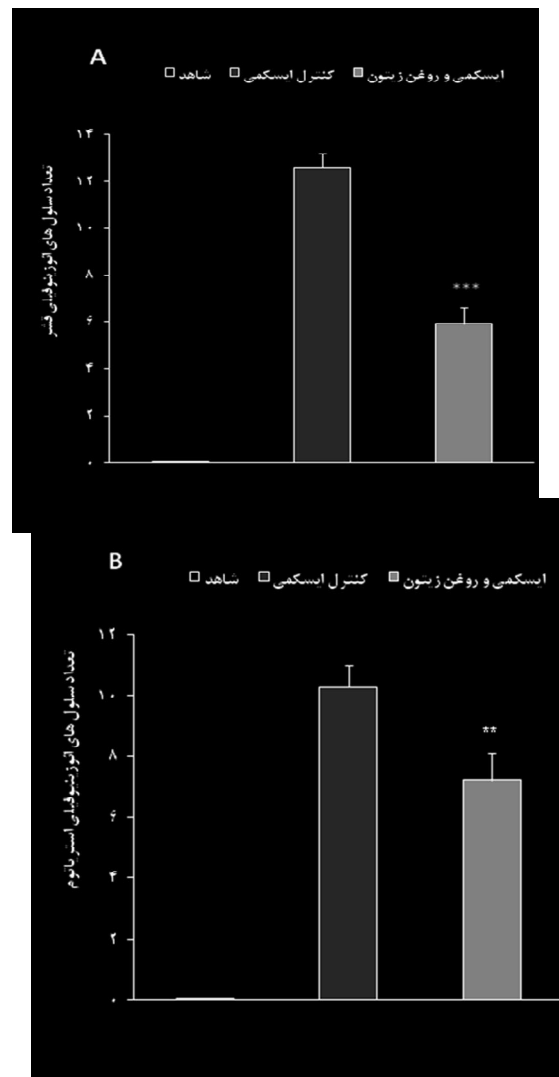 A
شاهد کنترل ایسکمی ایسکمی و روغن زیتون
تعداد سلول های ائوزینوفیلی قشر
۱۴
۱۲
۱۰
۸
۶
۴
۲
۰
***
B
شاهد کنترل ایسکمی ایسکمی و روغن زیتون
تعداد سلول های ائوزینوفیلی استریاتوم
۱۲
۱۰
۸
۶
۴
۲
۰
**